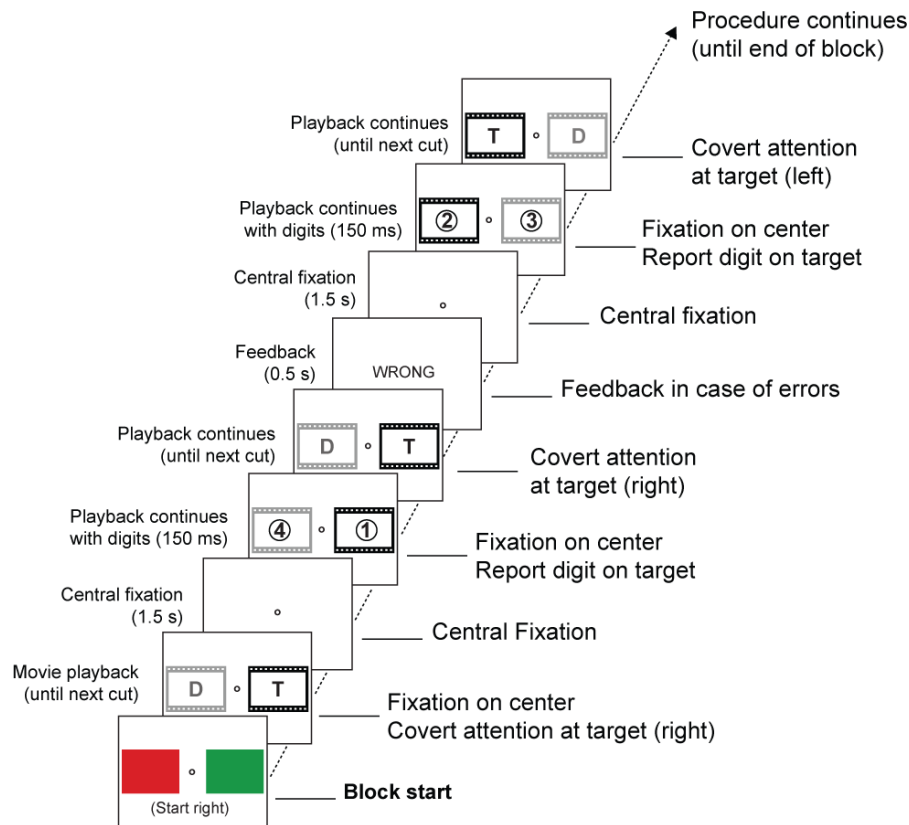 Procedure continues
(until end of block)
Playback continues
(until next cut)
T
D
Covert attention
at target (left)
Playback continues
with digits (150 ms)
2
3
Fixation on center
Report digit on target
Central fixation
(1.5 s)
Central fixation
Feedback
(0.5 s)
WRONG
Feedback in case of errors
Playback continues
(until next cut)
D
T
Covert attention
at target (right)
Playback continues
with digits (150 ms)
4
1
Fixation on center
Report digit on target
Central fixation
(1.5 s)
Central Fixation
Movie playback
(until next cut)
D
T
Fixation on center
Covert attention at target (right)
(Start right)
Block start